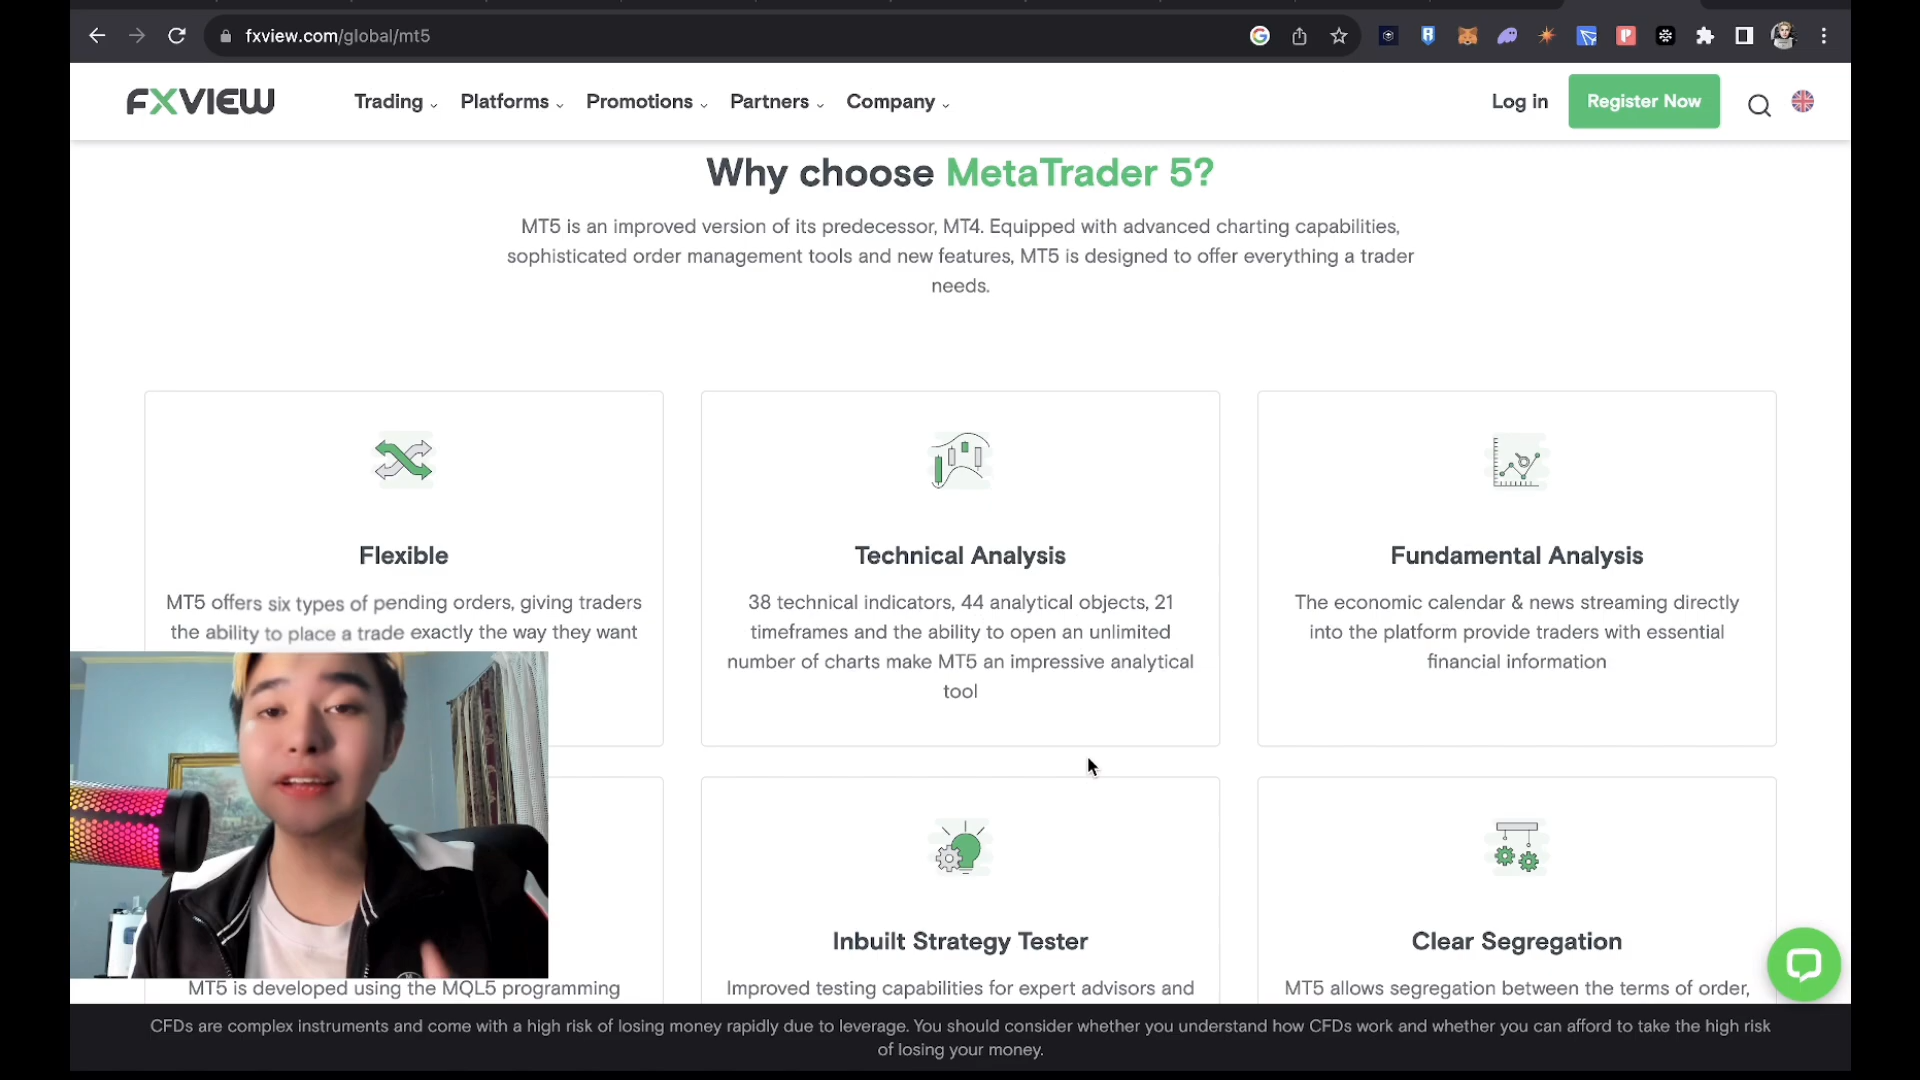 fxview.com/global/mt5
FXVIEW
Trading
Platforms
Promotions
Partners
Company
Log in
Register Now
Why choose MetaTrader 5?
MT5 is an improved version of its predecessor, MT4. Equipped with advanced charting capabilities,
sophisticated order management tools and new features, MT5 is designed to offer everything a trader
needs.
Flexible
MT5 offers six types of pending orders, giving traders
the ability to place a trade exactly the way they want
Technical Analysis
38 technical indicators, 44 analytical objects, 21
timeframes and the ability to open an unlimited
number of charts make MT5 an impressive analytical
tool
Fundamental Analysis
The economic calendar & news streaming directly
into the platform provide traders with essential
financial information
MT5 is developed using the MQL5 programming
Inbuilt Strategy Tester
Improved testing capabilities for expert advisors and
Clear Segregation
MT5 allows segregation between the terms of order,
CFDs are complex instruments and come with a high risk of losing money rapidly due to leverage. You should consider whether you understand how CFDs work and whether you can afford to take the high risk
of losing your money.